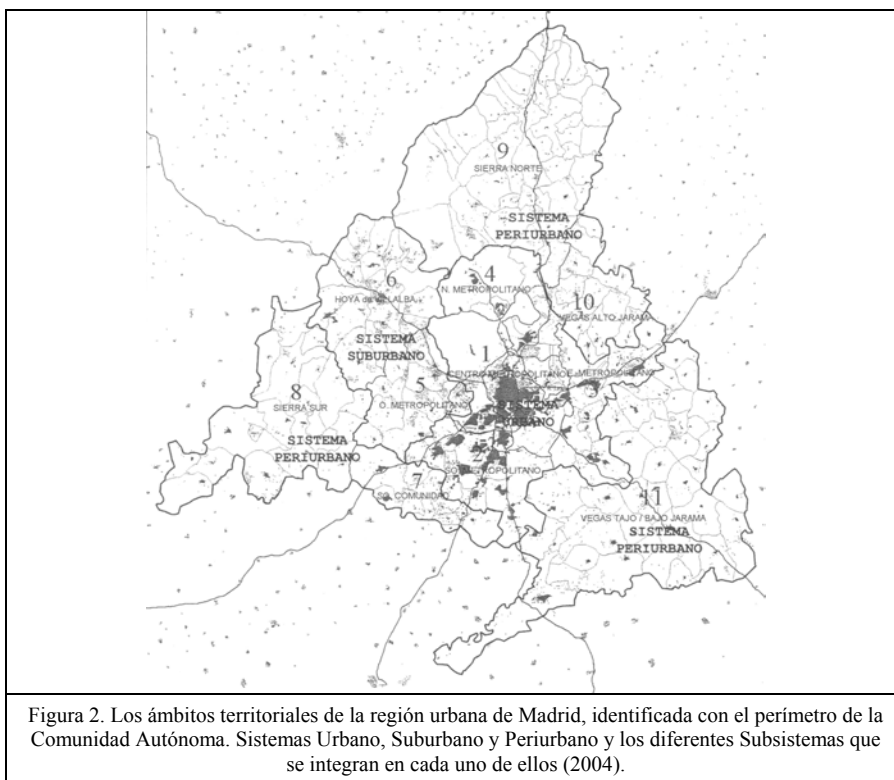 9
SIERRA NORTE
SISTEMA
PERIURBANO
4
N. METROPOLITANO
6
HOYA de VILLALBA
10
VEGAS ALTO JARAMA
SISTEMA
SUBURBANO
1
CENTRO METROPOLITANO
E. METROPOLITANO
3
5
O. METROPOLITANO
8
SIERRA SUR
SISTEMA
URBANO
SISTEMA
PERIURBANO
2
SO. METROPOLITANO
7
SO. COMUNIDAD
11
VEGAS TAJO / BAJO JARAMA
SISTEMA
PERIURBANO
Figura 2. Los ámbitos territoriales de la región urbana de Madrid, identificada con el perímetro de la
Comunidad Autónoma. Sistemas Urbano, Suburbano y Periurbano y los diferentes Subsistemas que
se integran en cada uno de ellos (2004).